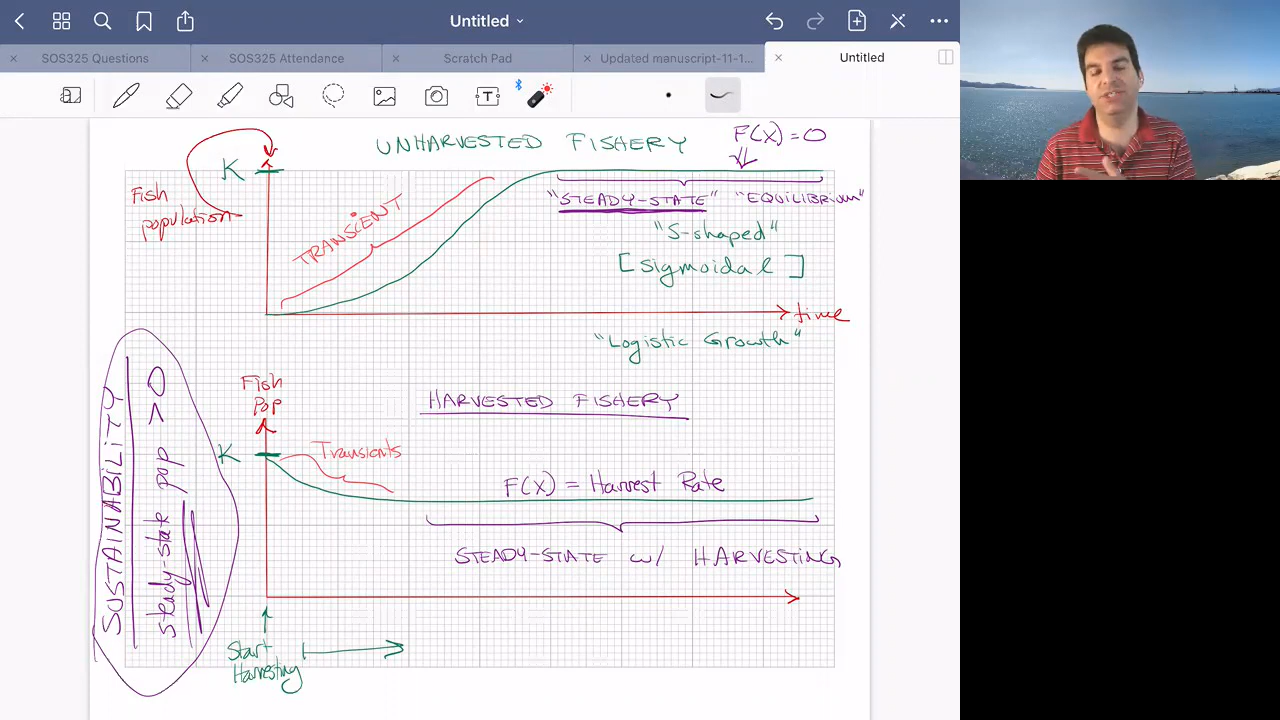 Untitled
SOS325 Questions
SOS325 Attendance
Scratch Pad
Updated manuscript-11-1...
Untitled
UNHARVESTED FISHERY
F(X)=0
K
Fish
population
TRANSIENT
"STEADY-STATE" "EQUILIBRIUM"
"S-shaped"
[sigmoidal]
time
"Logistic Growth"
SUSTAINABILITY
steady-state pop >0
Fish
Pop
HARVESTED FISHERY
K
Transients
F(X) = Harvest Rate
STEADY-STATE w/ HARVESTING
Start
Harvesting